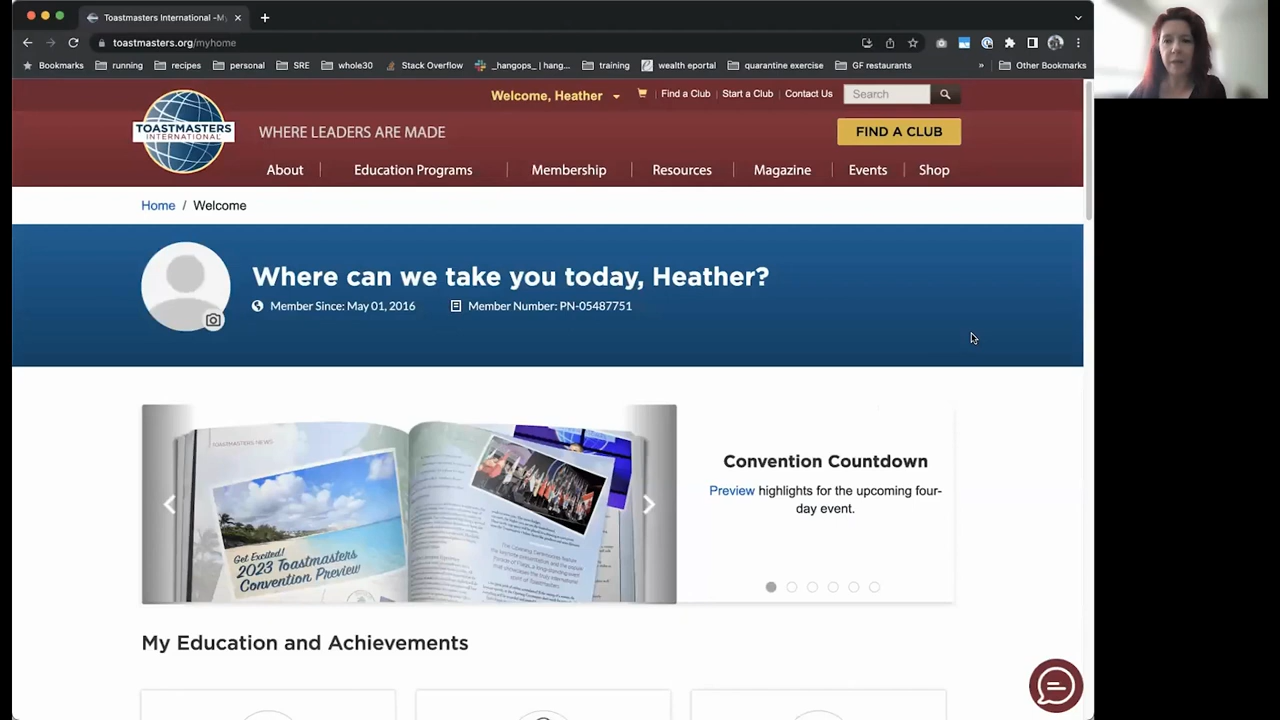 Toastmasters International -My
toastmasters.org/myhome
Bookmarks running recipes personal SRE whole30 Stack Overflow _hangops_ | hang... training wealth eportal quarantine exercise GF restaurants » Other Bookmarks
Welcome, Heather Find a Club Start a Club Contact Us Search
TOASTMASTERS
INTERNATIONAL
WHERE LEADERS ARE MADE
FIND A CLUB
About Education Programs Membership Resources Magazine Events Shop
Home / Welcome
Where can we take you today, Heather?
Member Since: May 01, 2016 Member Number: PN-05487751
TOASTMASTERS NEWS
Get Excited!
2023 Toastmasters
Convention Preview!
Convention Countdown
Preview highlights for the upcoming four-
day event.
My Education and Achievements